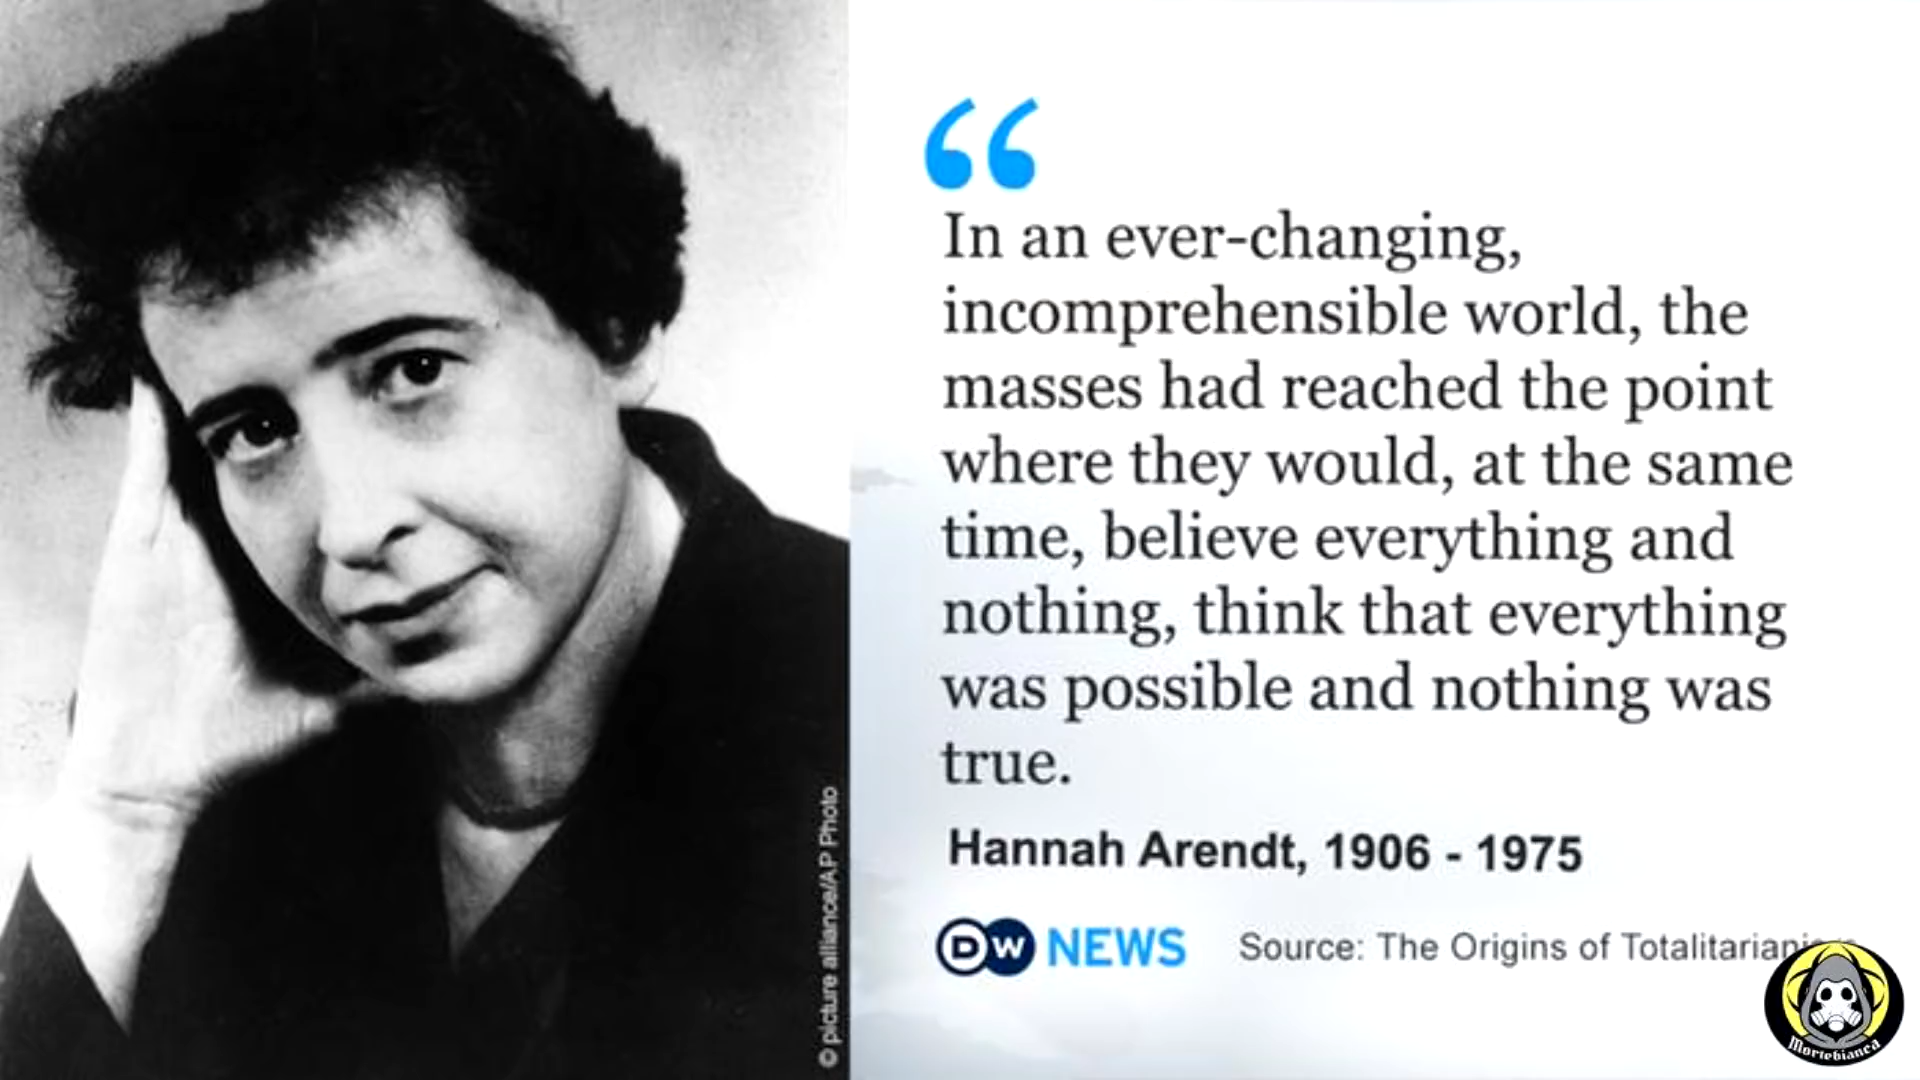 “
In an ever-changing,
incomprehensible world, the
masses had reached the point
where they would, at the same
time, believe everything and
nothing, think that everything
was possible and nothing was
true.
Hannah Arendt, 1906 - 1975
DW NEWS
Source: The Origins of
© picture alliance/AP Photo
Mortebianca